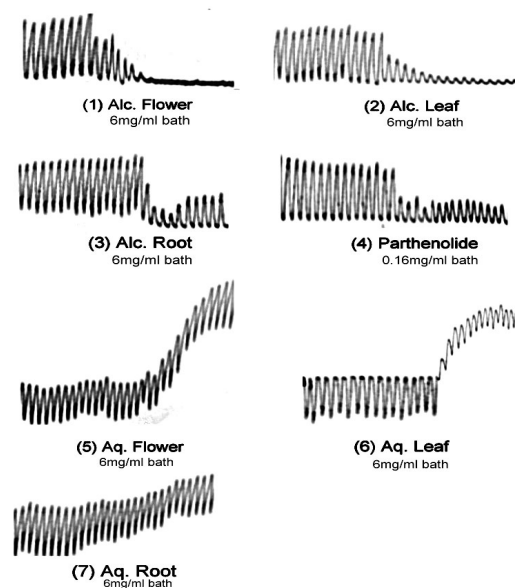 (1) Alc. Flower
6mg/ml bath
(2) Alc. Leaf
6mg/ml bath
(3) Alc. Root
6mg/ml bath
(4) Parthenolide
0.16mg/ml bath
(5) Aq. Flower
6mg/ml bath
(6) Aq. Leaf
6mg/ml bath
(7) Aq. Root
6mg/ml bath